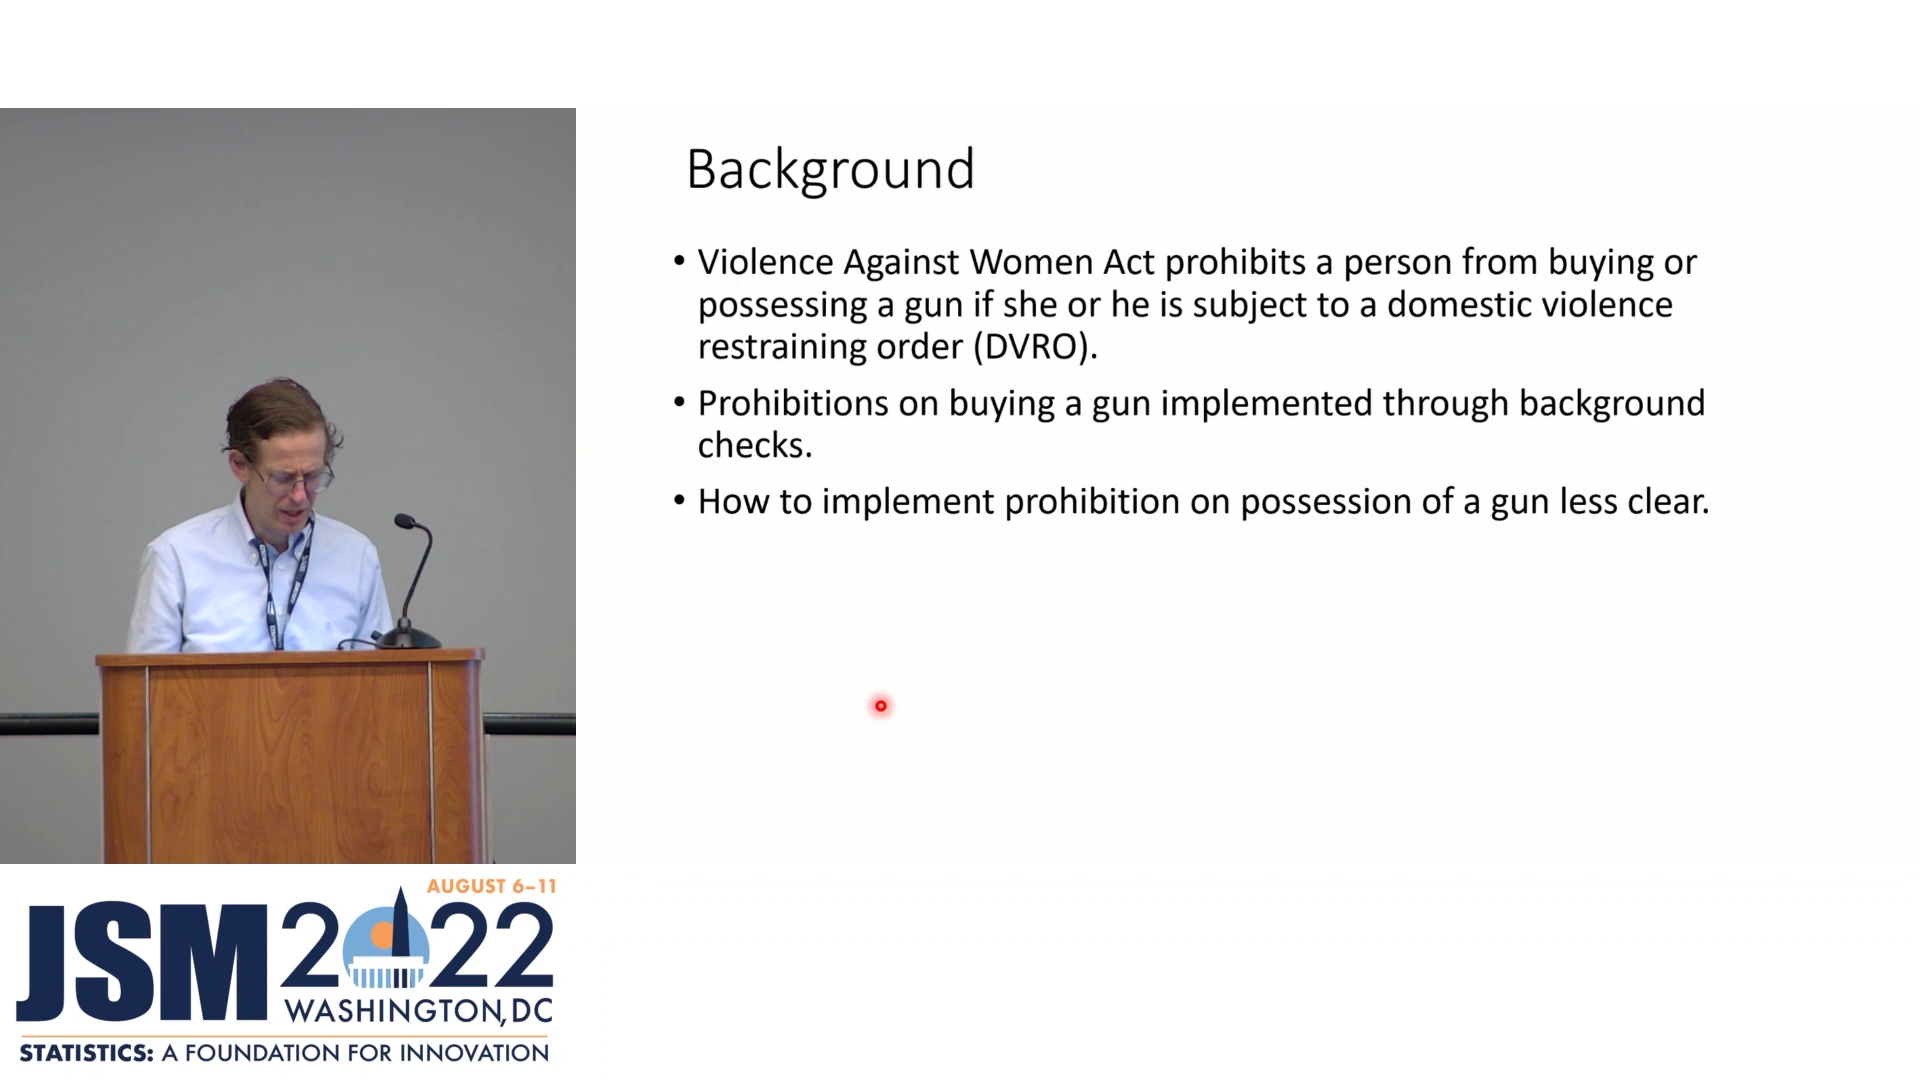 Background
• Violence Against Women Act prohibits a person from buying or
possessing a gun if she or he is subject to a domestic violence
restraining order (DVRO).
• Prohibitions on buying a gun implemented through background
checks.
• How to implement prohibition on possession of a gun less clear.
AUGUST 6–11
JSM 2022
WASHINGTON, DC
STATISTICS: A FOUNDATION FOR INNOVATION